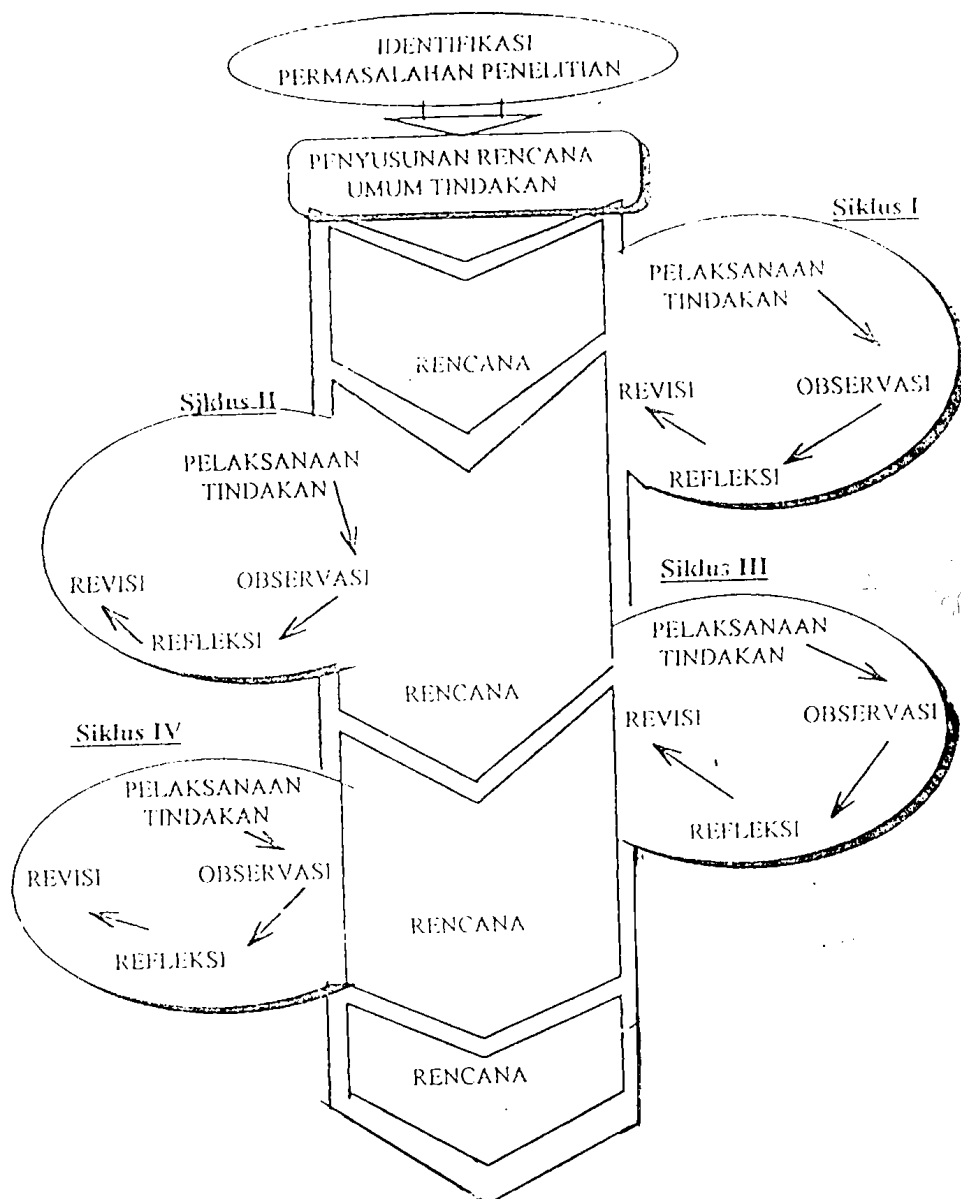 IDENTIFIKASI
PERMASALAHAN PENELITIAN
PENYUSUNAN RENCANA
UMUM TINDAKAN
Siklus I
PELAKSANAAN
TINDAKAN
OBSERVASI
REFLEKSI
REVISI
RENCANA
Siklus II
PELAKSANAAN
TINDAKAN
OBSERVASI
REFLEKSI
REVISI
RENCANA
Siklus III
PELAKSANAAN
TINDAKAN
OBSERVASI
REFLEKSI
REVISI
RENCANA
Siklus IV
PELAKSANAAN
TINDAKAN
OBSERVASI
REFLEKSI
REVISI
RENCANA